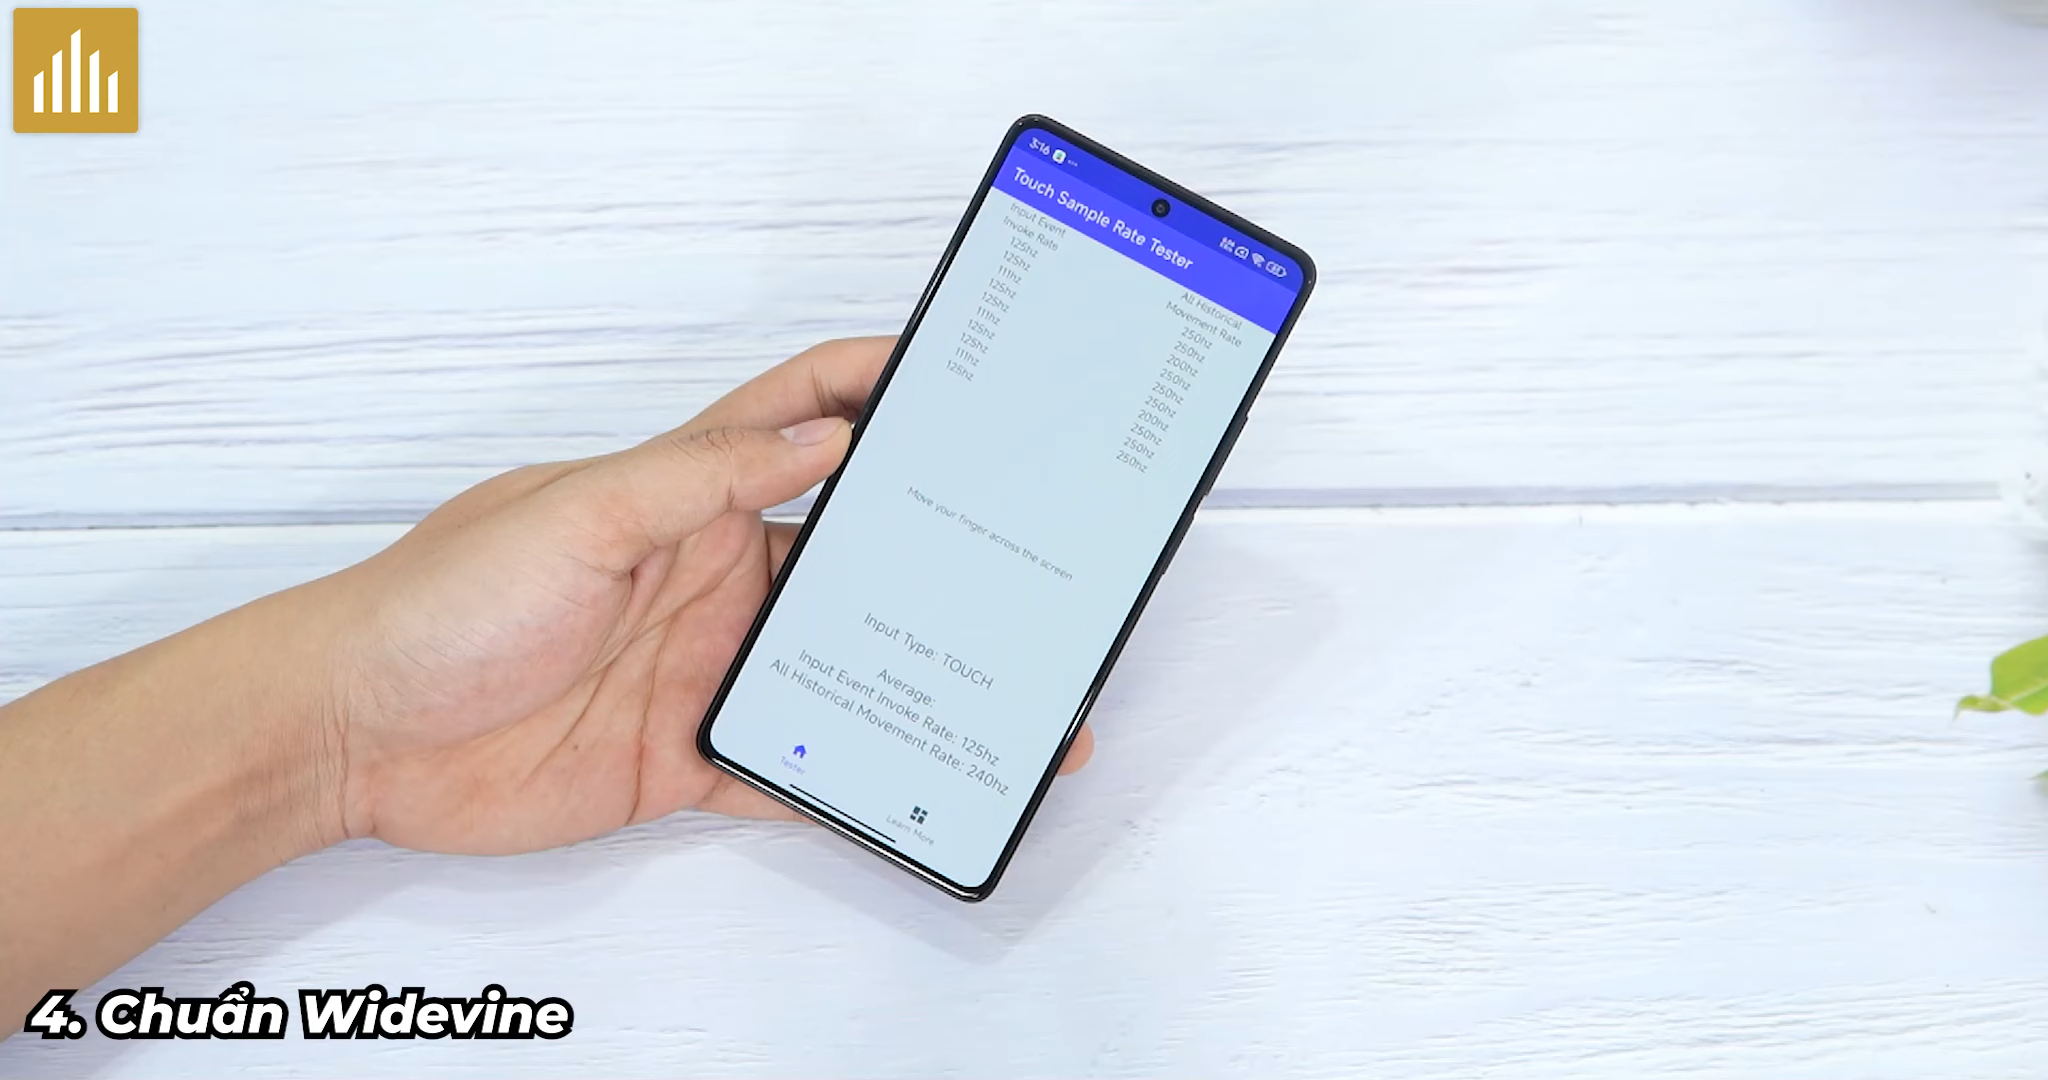 3:16
Touch Sample Rate Tester
Input Event
Invoke Rate
125hz
125hz
111hz
125hz
125hz
111hz
125hz
125hz
111hz
125hz
All Historical
Movement Rate
250hz
250hz
200hz
250hz
250hz
250hz
200hz
250hz
250hz
250hz
Move your finger across the screen
Input Type: TOUCH
Average:
Input Event Invoke Rate: 125hz
All Historical Movement Rate: 240hz
Tester
Learn More
4. Chuẩn Widevine